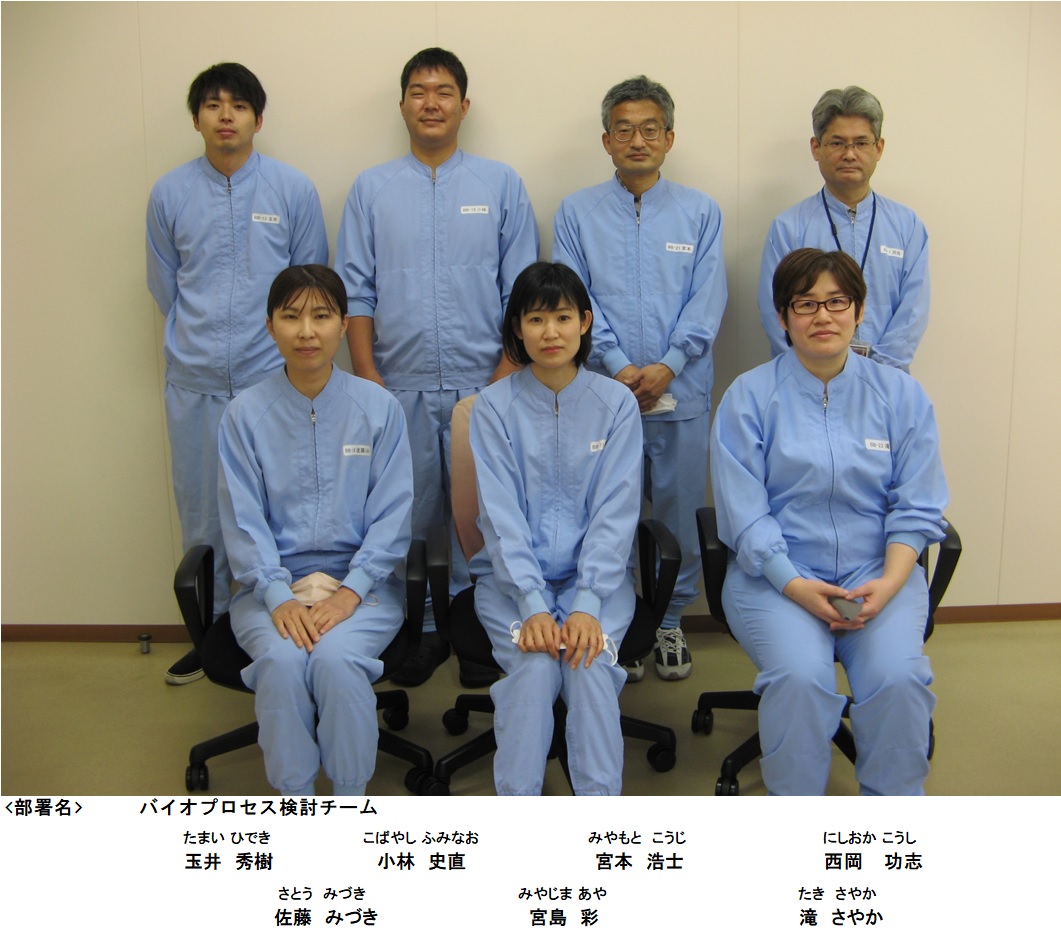 <部署名> バイオプロセス検討チーム
たまい ひでき こばやし ふみなお みやもと こうじ にしおか こうし
玉井 秀樹 小林 史直 宮本 浩士 西岡 功志
さとう みづき みやじま あや たき さやか
佐藤 みづき 宮島 彩 滝 さやか